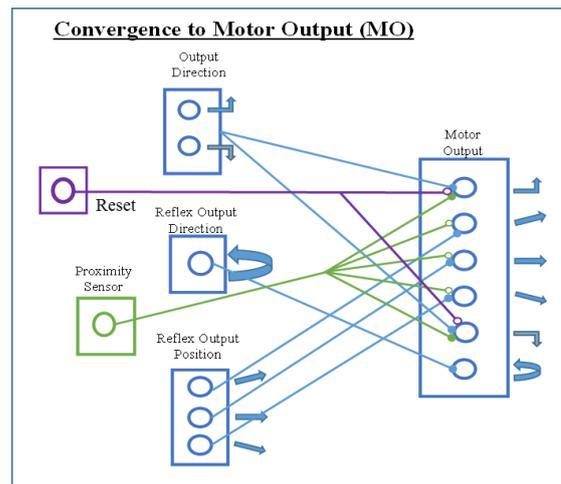 Convergence to Motor Output (MO)
Output
Direction
Motor
Output
Reset
Reflex Output
Direction
Proximity
Sensor
Reflex Output
Position